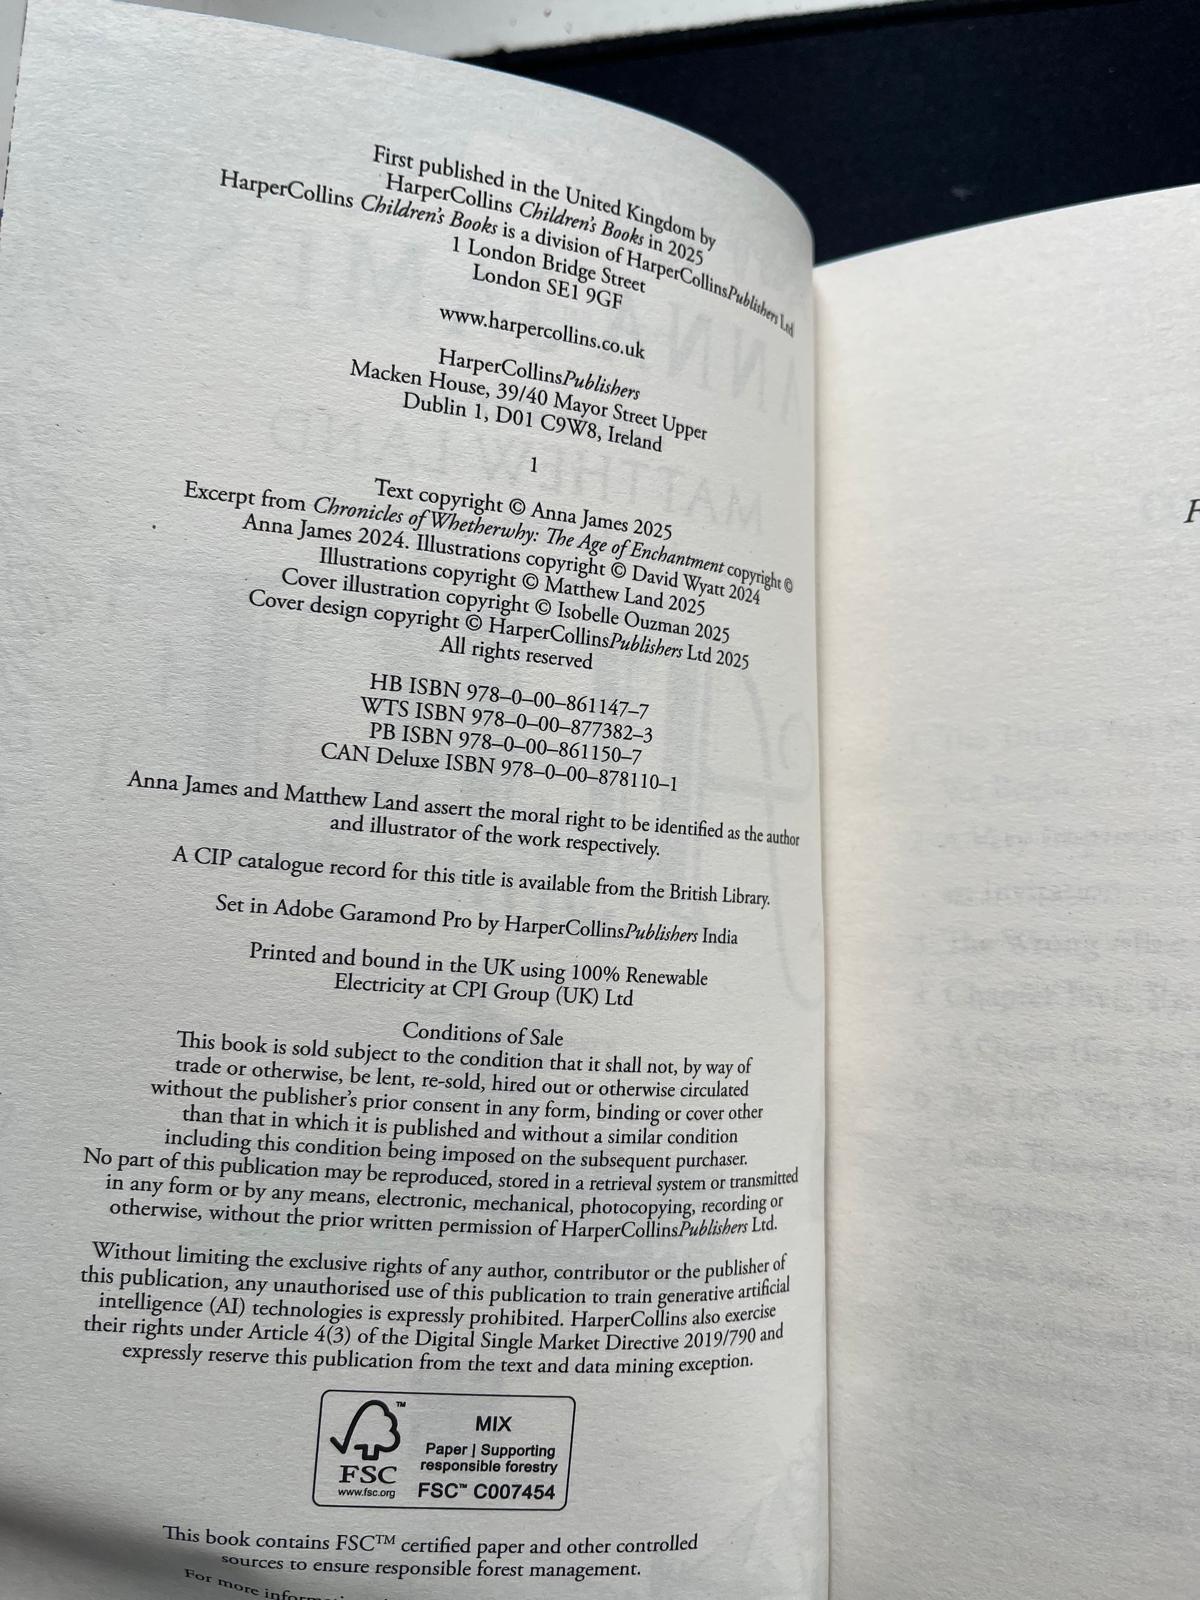 First published in the United Kingdom by
HarperCollins Children's Books in 2025
HarperCollins Children's Books is a division of HarperCollinsPublishers Ltd
1 London Bridge Street
London SE1 9GF
www.harpercollins.co.uk
HarperCollinsPublishers
Macken House, 39/40 Mayor Street Upper
Dublin 1, D01 C9W8, Ireland
1
Text copyright © Anna James 2025
Excerpt from Chronicles of Whetherwhy: The Age of Enchantment copyright ©
Anna James 2024. Illustrations copyright © David Wyatt 2024
Illustrations copyright © Matthew Land 2025
Cover illustration copyright © Isobelle Ouzman 2025
Cover design copyright © HarperCollinsPublishers Ltd 2025
All rights reserved
HB ISBN 978–0–00–861147–7
WTS ISBN 978–0–00–877382–3
PB ISBN 978–0–00–861150–7
CAN Deluxe ISBN 978–0–00–878110–1
Anna James and Matthew Land assert the moral right to be identified as the author
and illustrator of the work respectively.
A CIP catalogue record for this title is available from the British Library.
Set in Adobe Garamond Pro by HarperCollinsPublishers India
Printed and bound in the UK using 100% Renewable
Electricity at CPI Group (UK) Ltd
Conditions of Sale
This book is sold subject to the condition that it shall not, by way of
trade or otherwise, be lent, re-sold, hired out or otherwise circulated
without the publisher's prior consent in any form, binding or cover other
than that in which it is published and without a similar condition
including this condition being imposed on the subsequent purchaser.
No part of this publication may be reproduced, stored in a retrieval system or transmitted
in any form or by any means, electronic, mechanical, photocopying, recording or
otherwise, without the prior written permission of HarperCollinsPublishers Ltd.
Without limiting the exclusive rights of any author, contributor or the publisher of
this publication, any unauthorised use of this publication to train generative artificial
intelligence (AI) technologies is expressly prohibited. HarperCollins also exercise
their rights under Article 4(3) of the Digital Single Market Directive 2019/790 and
expressly reserve this publication from the text and data mining exception.
FSC
www.fsc.org
MIX
Paper | Supporting
responsible forestry
FSC™ C007454
This book contains FSC™ certified paper and other controlled
sources to ensure responsible forest management.
For more
F